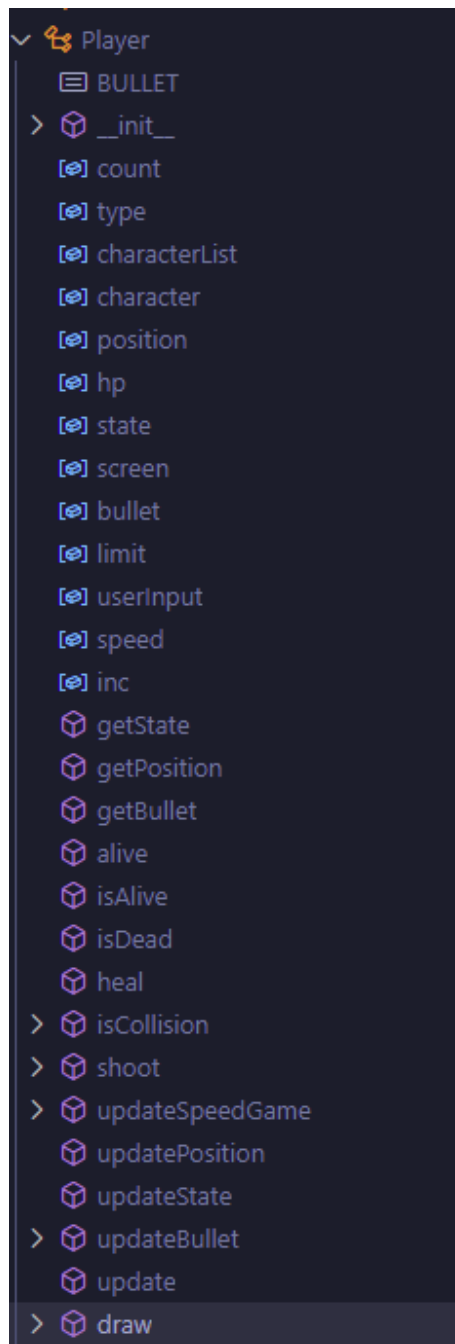 Player
BULLET
__init__
count
type
characterList
character
position
hp
state
screen
bullet
limit
userInput
speed
inc
getState
getPosition
getBullet
alive
isAlive
isDead
heal
isCollision
shoot
updateSpeedGame
updatePosition
updateState
updateBullet
update
draw